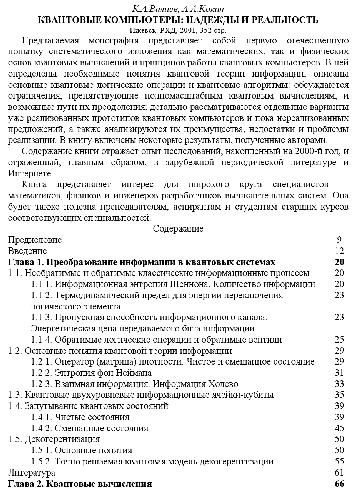 К.А.Валиев, А.А.Кокин
КВАНТОВЫЕ КОМПЬЮТЕРЫ: НАДЕЖДЫ И РЕАЛЬНОСТЬ
Ижевск: РХД, 2001, 352 стр.
Предлагаемая монография представляет собой первую отечественную
попытку систематического изложения как математических, так и физических
основ квантовых вычислений и принципов работы квантовых компьютеров. В ней
определены необходимые понятия квантовой теории информации, описаны
основные квантовые логические операции и квантовые алгоритмы, обсуждаются
ограничения, препятствующие полномасштабным квантовым вычислениям, и
возможные пути их преодоления; детально рассматриваются отдельные варианты
уже реализованных прототипов квантовых компьютеров и пока нереализованных
предложений, а также анализируются их преимущества, недостатки и проблемы
реализации. В книгу включены некоторые результаты, полученные авторами.
Содержание книги отражает опыт исследований, накопленный на 2000-й год, и
отраженный, главным образом, в зарубежной периодической литературе и
Интернете.
Книга представляет интерес для широкого круга специалистов —
математиков, физиков и инженеров-разработчиков вычислительных систем. Она
будет также полезна преподавателям, аспирантам и студентам старших курсов
соответствующих специальностей.
Содержание
Предисловие 9
Введение 12
Глава 1. Преобразование информации в квантовых системах 20
1.1. Необратимые и обратимые классические информационные процессы 20
1.1.1. Информационная энтропия Шеннона. Количество информации 20
1.1.2. Термодинамический предел для энергии переключения 23
логического элемента
1.1.3. Пропускная способность информационного канала. 23
Энергетическая цена передаваемого бита информации
1.1.4. Обратимые логические операции и обратимые вентили 25
1.2. Основные понятия квантовой теории информации 29
1.2.1. Оператор (матрица) плотности. Чистое и смешанное состояние 29
1.2.2. Энтропия фон Неймана 31
1.2.3. Взаимная информация. Информация Холево 33
1.3. Квантовые двухуровневые информационные ячейки-кубиты 35
1.4. Запутывание квантовых состояний 39
1.4.1. Чистые состояния 39
1.4.2. Смешанные состояния 45
1.5. Декогерентизация 50
1.5.1. Основные понятия 50
1.5.2. Точно решаемая квантовая модель декогерентизации 55
Литература 61
Глава 2. Квантовые вычисления 66